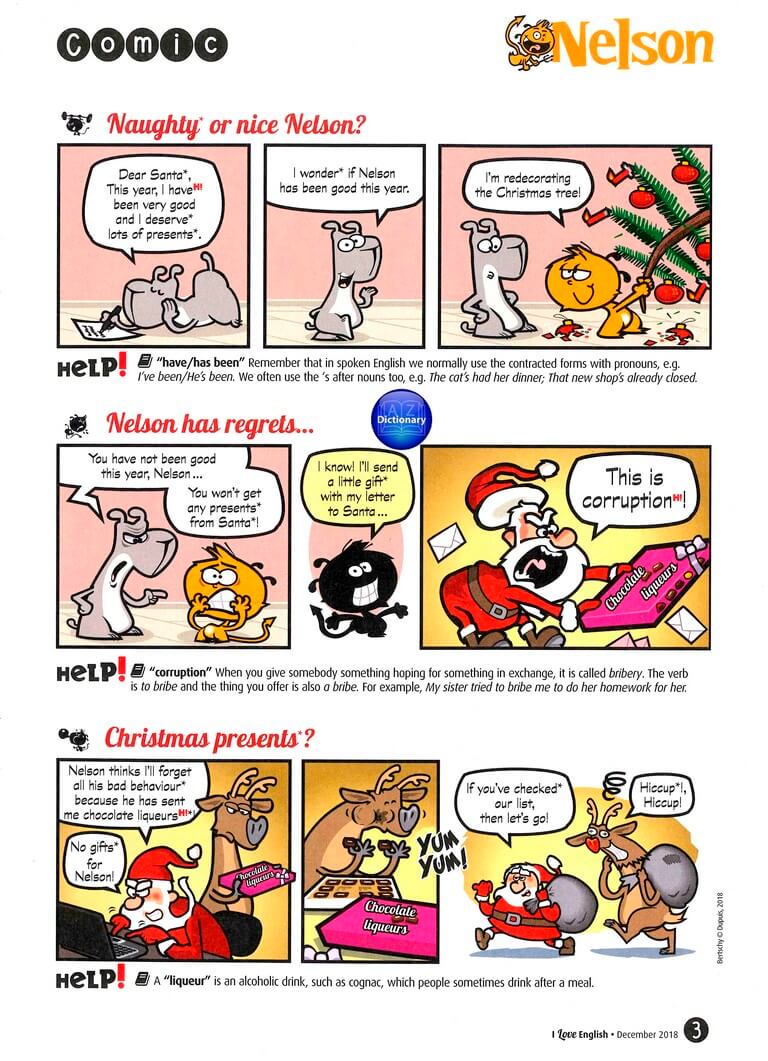 Comic
Nelson
Naughty* or nice Nelson?
Dear Santa*,
This year, I have H!
been very good
and I deserve*
lots of presents*.
I wonder* if Nelson
has been good this year.
I'm redecorating
the Christmas tree!
HELP! "have/has been" Remember that in spoken English we normally use the contracted forms with pronouns, e.g.
I've been/He's been. We often use the 's after nouns too, e.g. The cat's had her dinner; That new shop's already closed.
Nelson has regrets...
AZ
Dictionary
You have not been good
this year, Nelson...
You won't get
any presents*
from Santa*!
I know! I'll send
a little gift*
with my letter
to Santa...
This is
corruption H!!
Chocolate
liqueurs
HELP! "corruption" When you give somebody something hoping for something in exchange, it is called bribery. The verb
is to bribe and the thing you offer is also a bribe. For example, My sister tried to bribe me to do her homework for her.
Christmas presents*?
Nelson thinks I'll forget
all his bad behaviour*
because he has sent
me chocolate liqueurs H!*!
No gifts*
for
Nelson!
Chocolate
liqueurs
YUM
YUM!
Chocolate
liqueurs
If you've checked*
our list,
then let's go!
Hiccup*!,
Hiccup!
Bertschy © Dupuis, 2018
HELP! A "liqueur" is an alcoholic drink, such as cognac, which people sometimes drink after a meal.
I Love English • December 2018 3